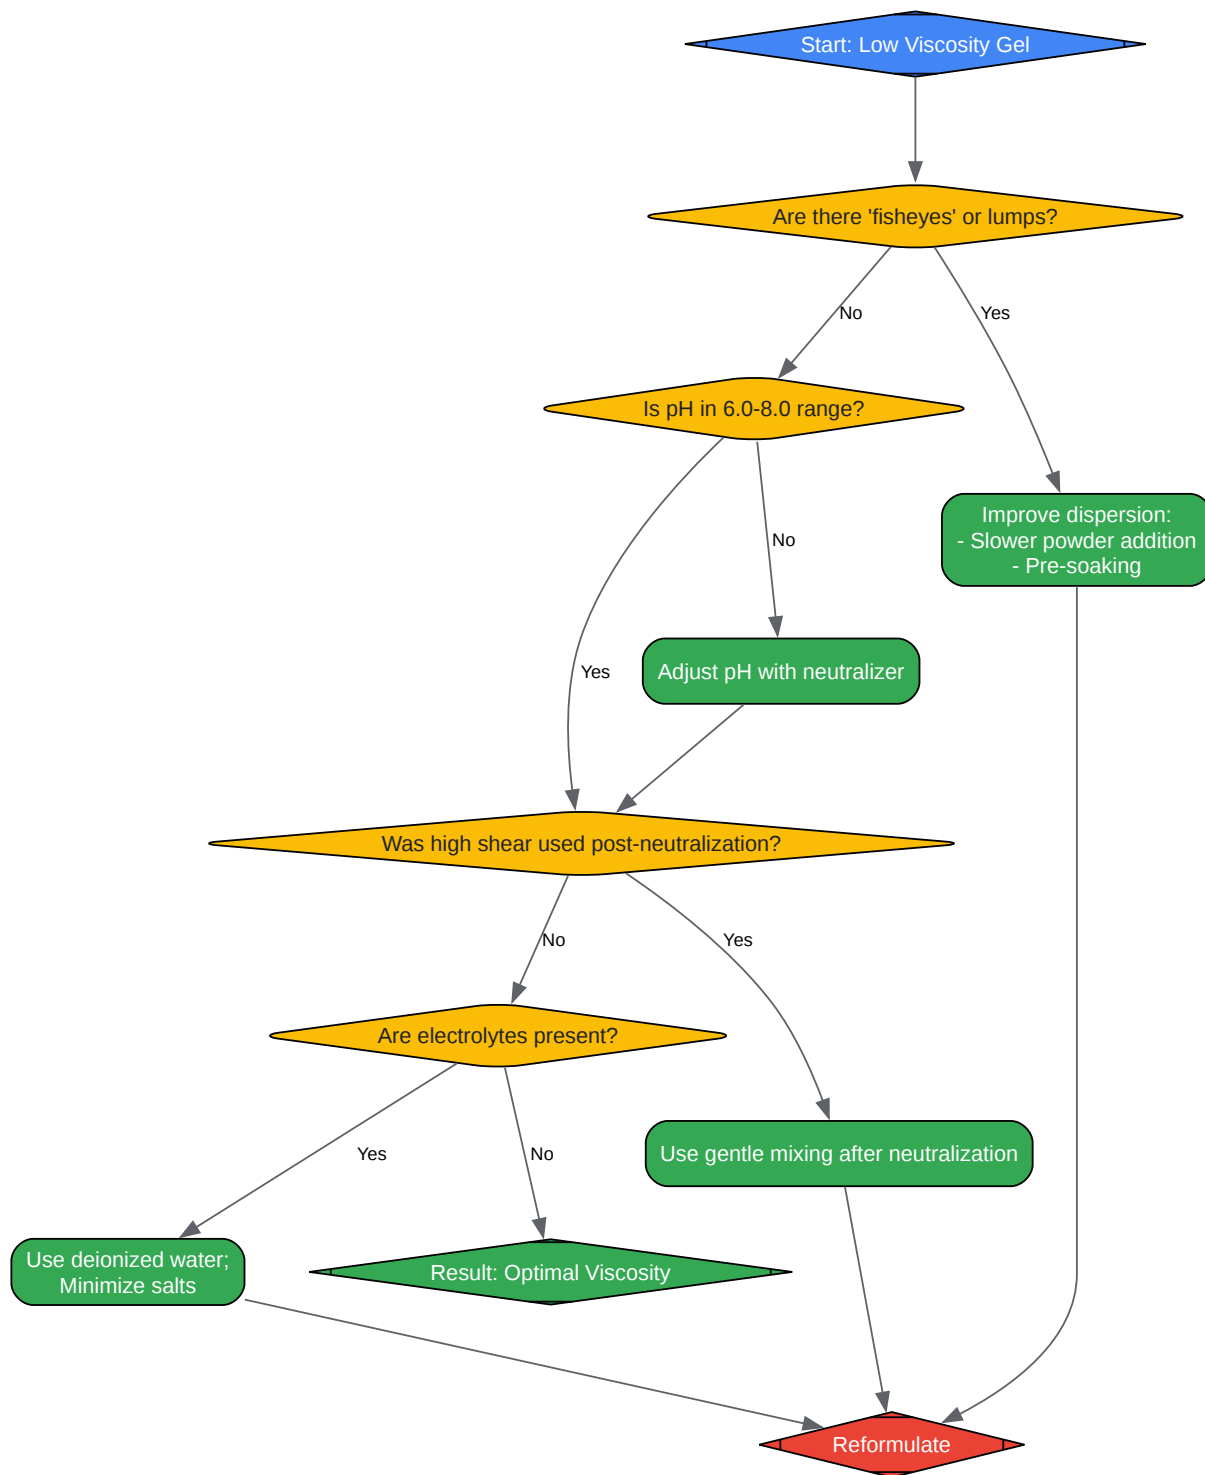 Start: Low Viscosity Gel
Are there 'fisheyes' or lumps?
No
Yes
Is pH in 6.0-8.0 range?
Improve dispersion:
- Slower powder addition
- Pre-soaking
No
Yes
Adjust pH with neutralizer
Was high shear used post-neutralization?
No
Yes
Are electrolytes present?
Yes
No
Use gentle mixing after neutralization
Use deionized water;
Minimize salts
Result: Optimal Viscosity
Reformulate